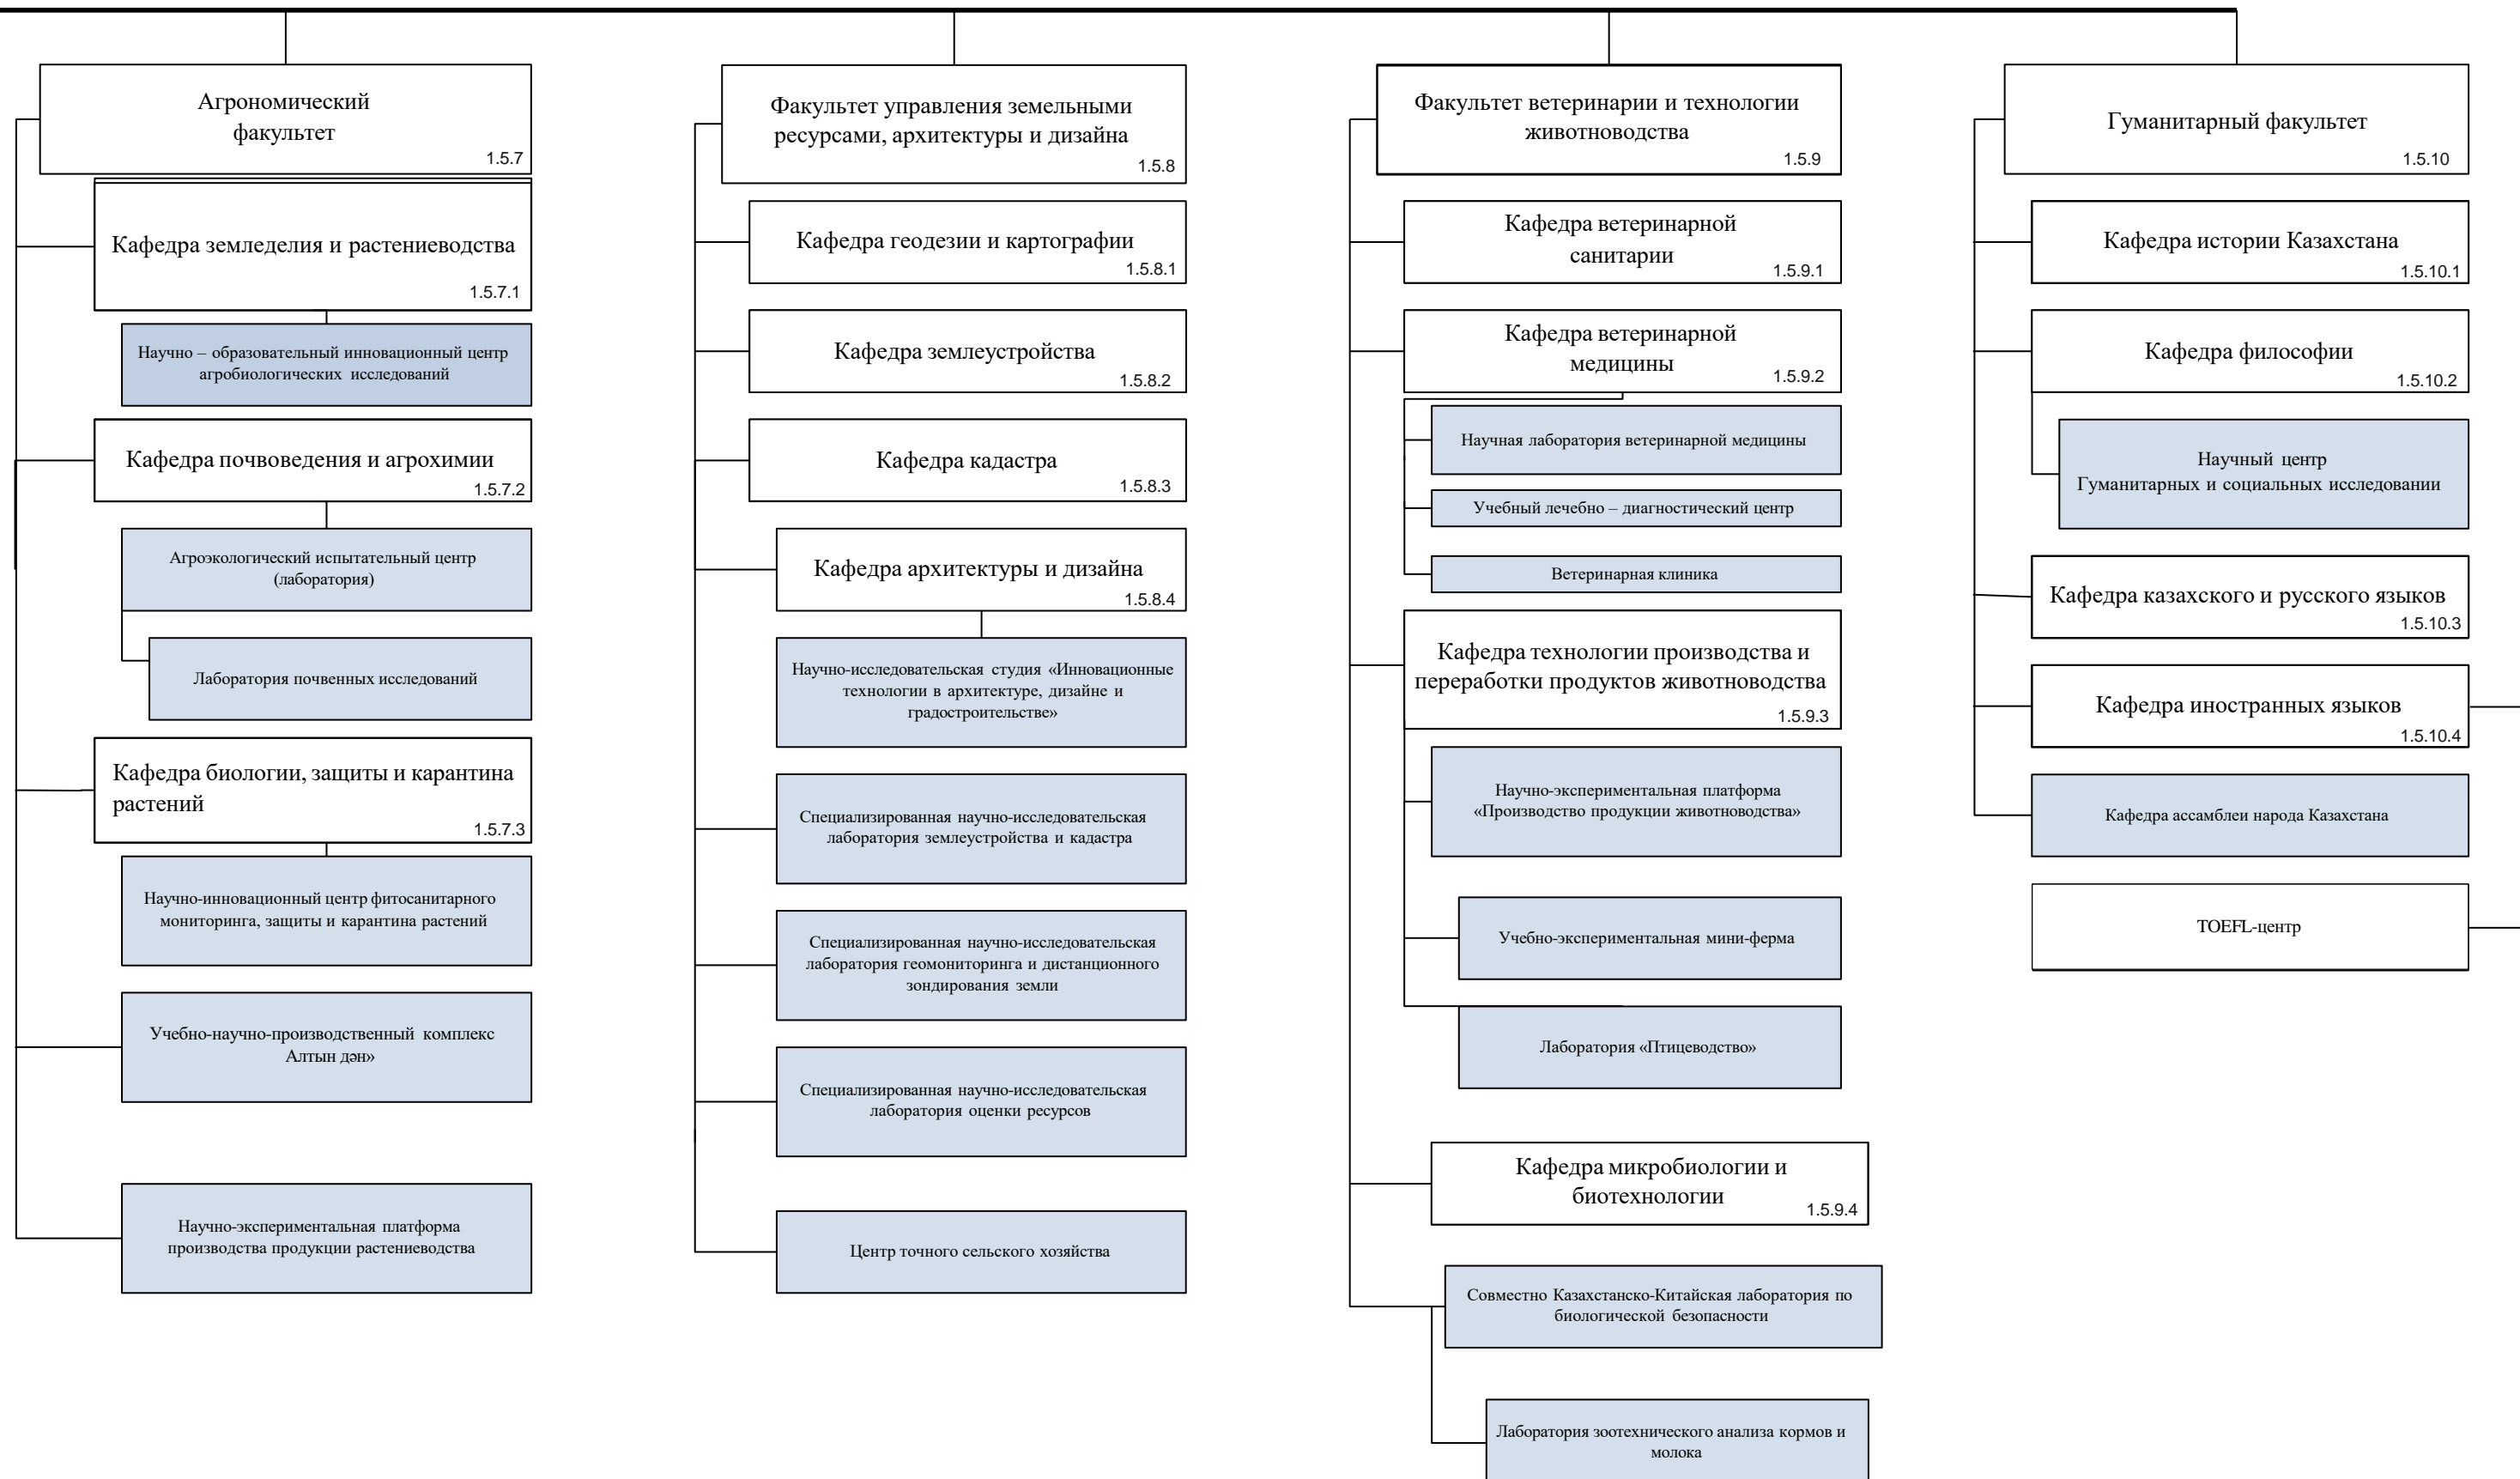 Агрономический
факультет
1.5.7
Кафедра земледелия и растениеводства
1.5.7.1
Научно – образовательный инновационный центр
агробиологических исследований
Кафедра почвоведения и агрохимии
1.5.7.2
Агроэкологический испытательный центр
(лаборатория)
Лаборатория почвенных исследований
Кафедра биологии, защиты и карантина
растений
1.5.7.3
Научно-инновационный центр фитосанитарного
мониторинга, защиты и карантина растений
Учебно-научно-производственный комплекс
Алтын дән»
Научно-экспериментальная платформа
производства продукции растениеводства
Факультет управления земельными
ресурсами, архитектуры и дизайна
1.5.8
Кафедра геодезии и картографии
1.5.8.1
Кафедра землеустройства
1.5.8.2
Кафедра кадастра
1.5.8.3
Кафедра архитектуры и дизайна
1.5.8.4
Научно-исследовательская студия «Инновационные
технологии в архитектуре, дизайне и
градостроительстве»
Специализированная научно-исследовательская
лаборатория землеустройства и кадастра
Специализированная научно-исследовательская
лаборатория геомониторинга и дистанционного
зондирования земли
Специализированная научно-исследовательская
лаборатория оценки ресурсов
Центр точного сельского хозяйства
Факультет ветеринарии и технологии
животноводства
1.5.9
Кафедра ветеринарной
санитарии
1.5.9.1
Кафедра ветеринарной
медицины
1.5.9.2
Научная лаборатория ветеринарной медицины
Учебный лечебно – диагностический центр
Ветеринарная клиника
Кафедра технологии производства и
переработки продуктов животноводства
1.5.9.3
Научно-экспериментальная платформа
«Производство продукции животноводства»
Учебно-экспериментальная мини-ферма
Лаборатория «Птицеводство»
Кафедра микробиологии и
биотехнологии
1.5.9.4
Совместно Казахстанско-Китайская лаборатория по
биологической безопасности
Лаборатория зоотехнического анализа кормов и
молока
Гуманитарный факультет
1.5.10
Кафедра истории Казахстана
1.5.10.1
Кафедра философии
1.5.10.2
Научный центр
Гуманитарных и социальных исследовании
Кафедра казахского и русского языков
1.5.10.3
Кафедра иностранных языков
1.5.10.4
Кафедра ассамблеи народа Казахстана
TOEFL-центр